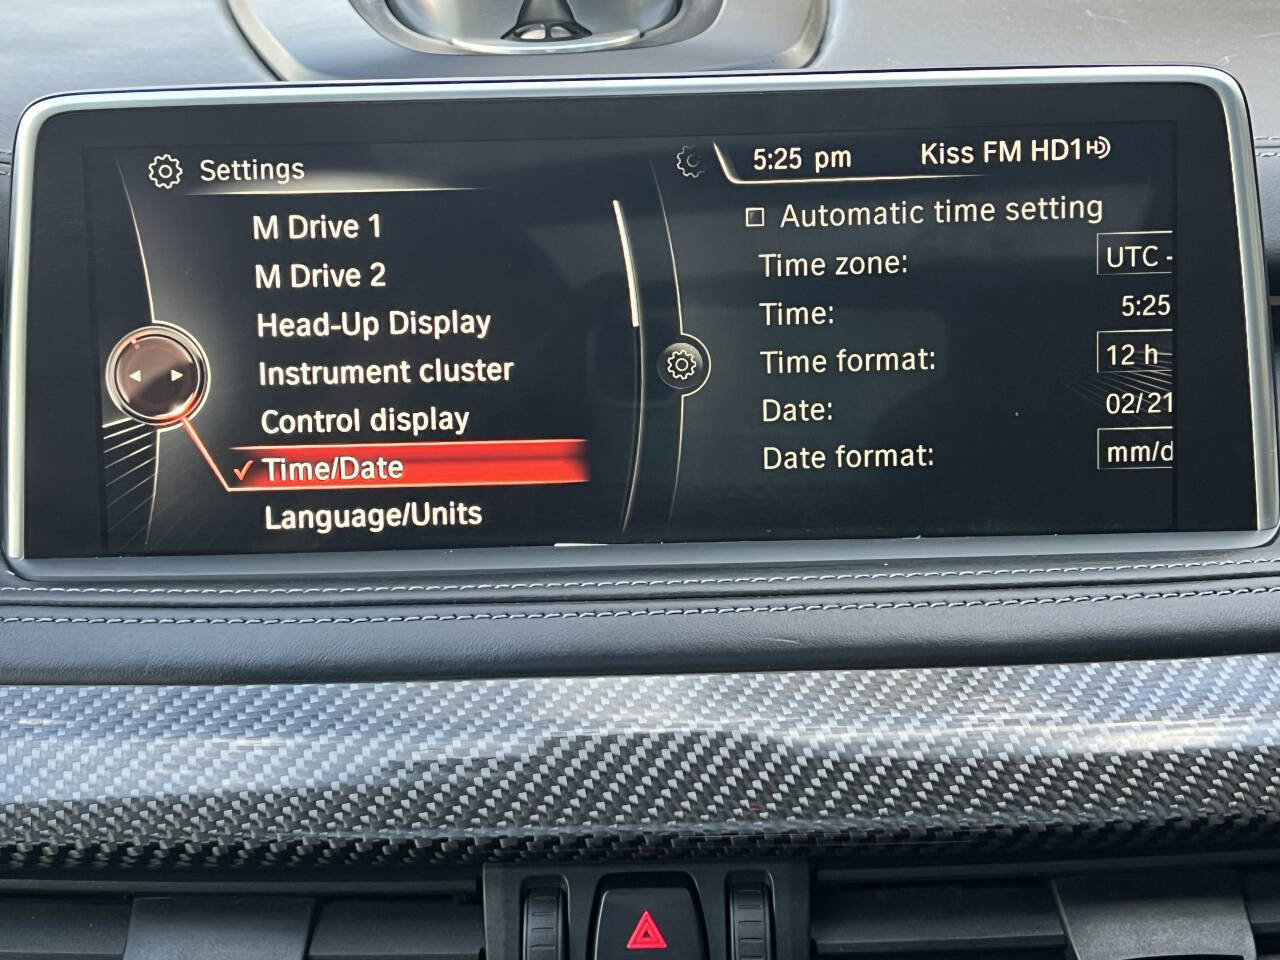 Settings
M Drive 1
M Drive 2
Head-Up Display
Instrument cluster
Control display
Time/Date
Language/Units
5:25 pm
Kiss FM HD1
Automatic time setting
Time zone: UTC -
Time: 5:25
Time format: 12 h
Date: 02/21
Date format: mm/d